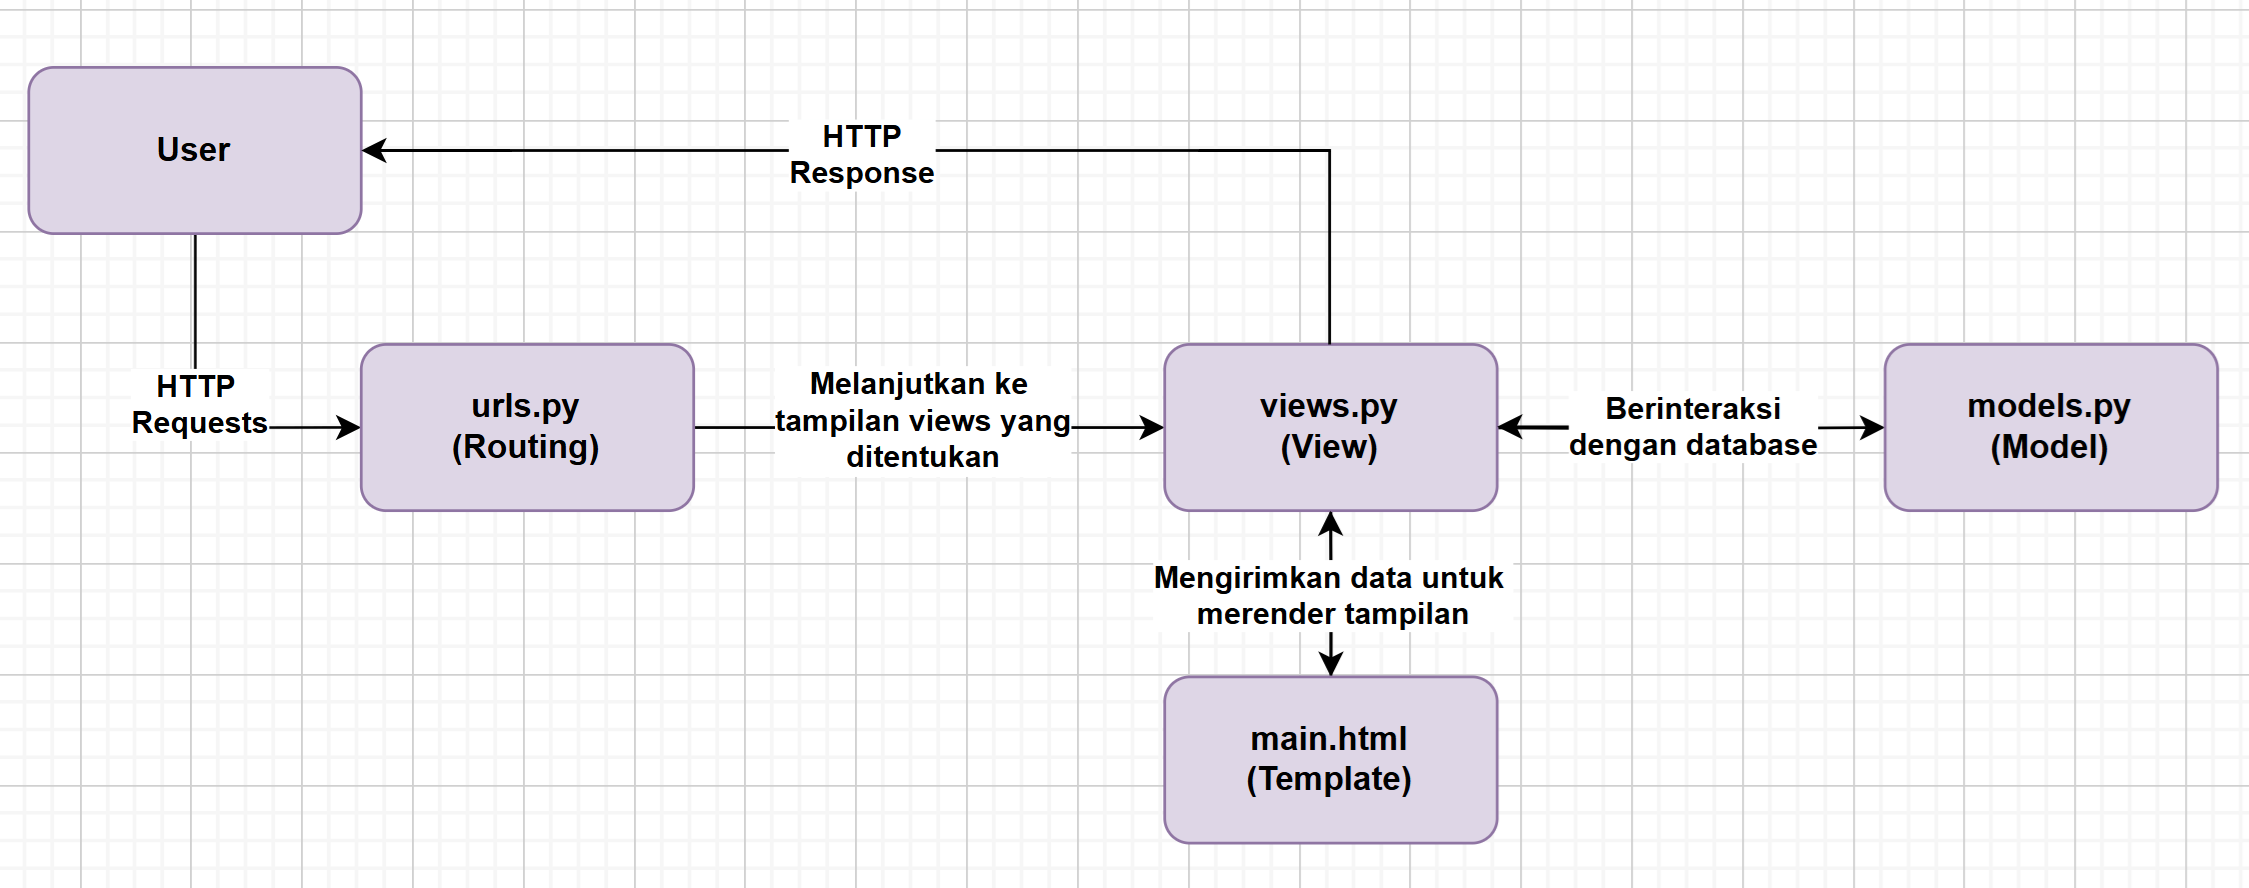 User
HTTP
Response
HTTP
Requests
urls.py
(Routing)
Melanjutkan ke
tampilan views yang
ditentukan
views.py
(View)
Berinteraksi
dengan database
models.py
(Model)
Mengirimkan data untuk
merender tampilan
main.html
(Template)